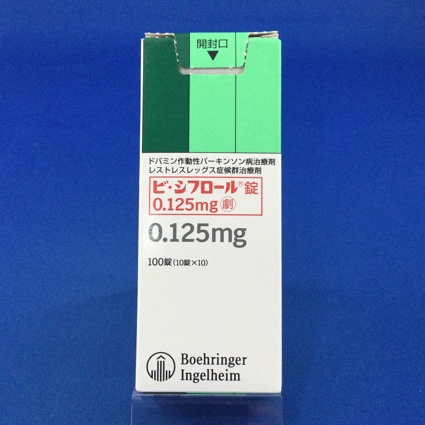 開封口
ドパミン作動性パーキンソン病治療剤
レストレスレッグス症候群治療剤
ビ・シフロール®錠
0.125mg 劇
0.125mg
100錠(10錠×10)
Boehringer
Ingelheim